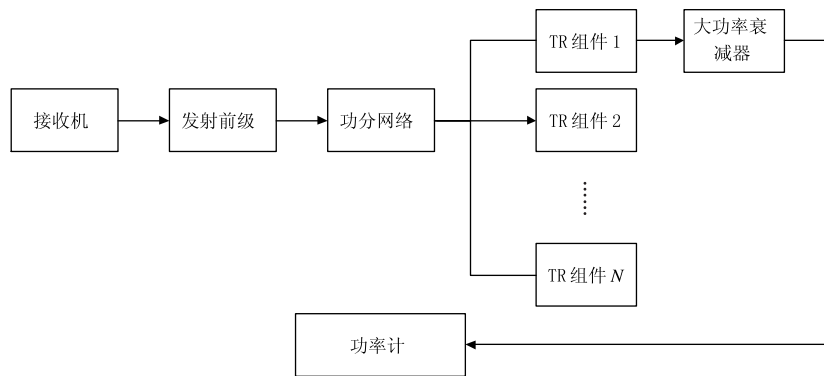 TR组件1
大功率衰
减器
接收机
发射前级
功分网络
TR组件2
TR组件N
功率计